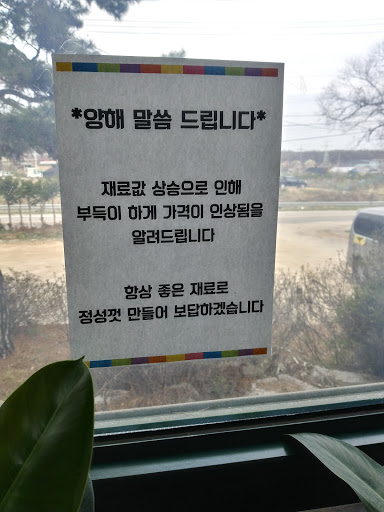 *양해 말씀 드립니다*
재료값 상승으로 인해
부득이 하게 가격이 인상됨을
알려드립니다
항상 좋은 재료로
정성껏 만들어 보답하겠습니다